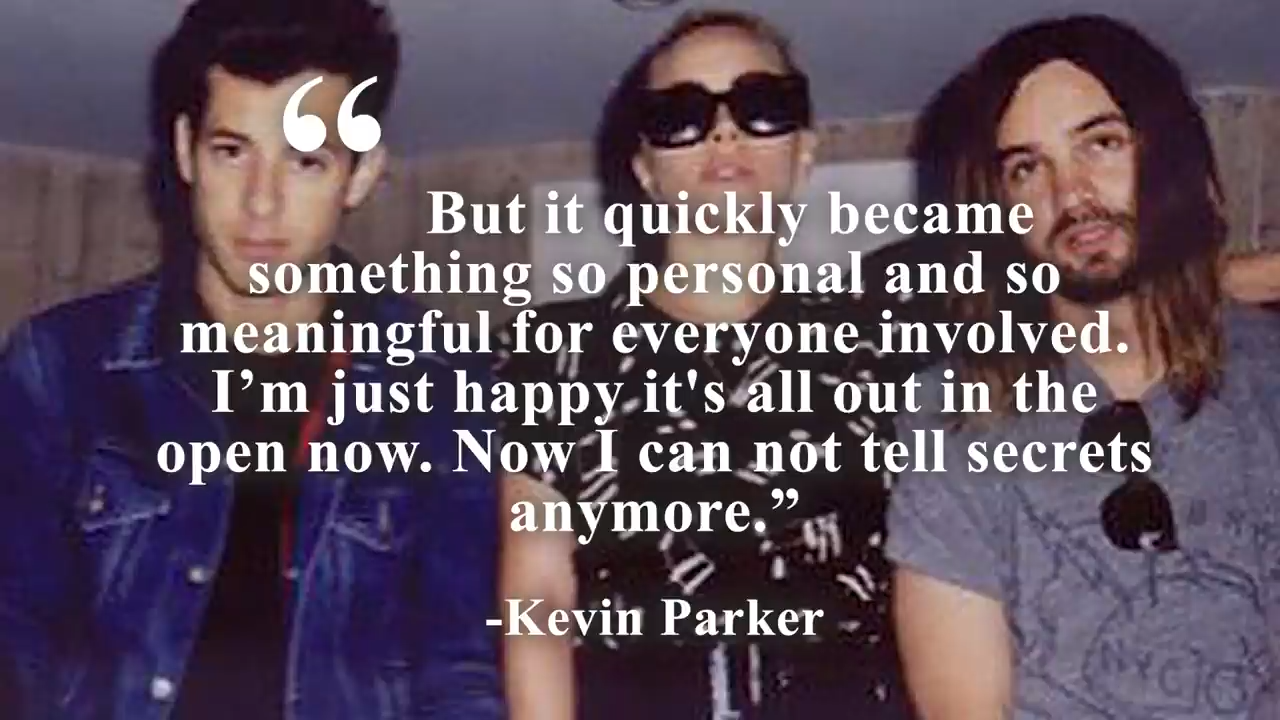 “
But it quickly became
something so personal and so
meaningful for everyone involved.
I’m just happy it's all out in the
open now. Now I can not tell secrets
anymore.”
-Kevin Parker
NYC